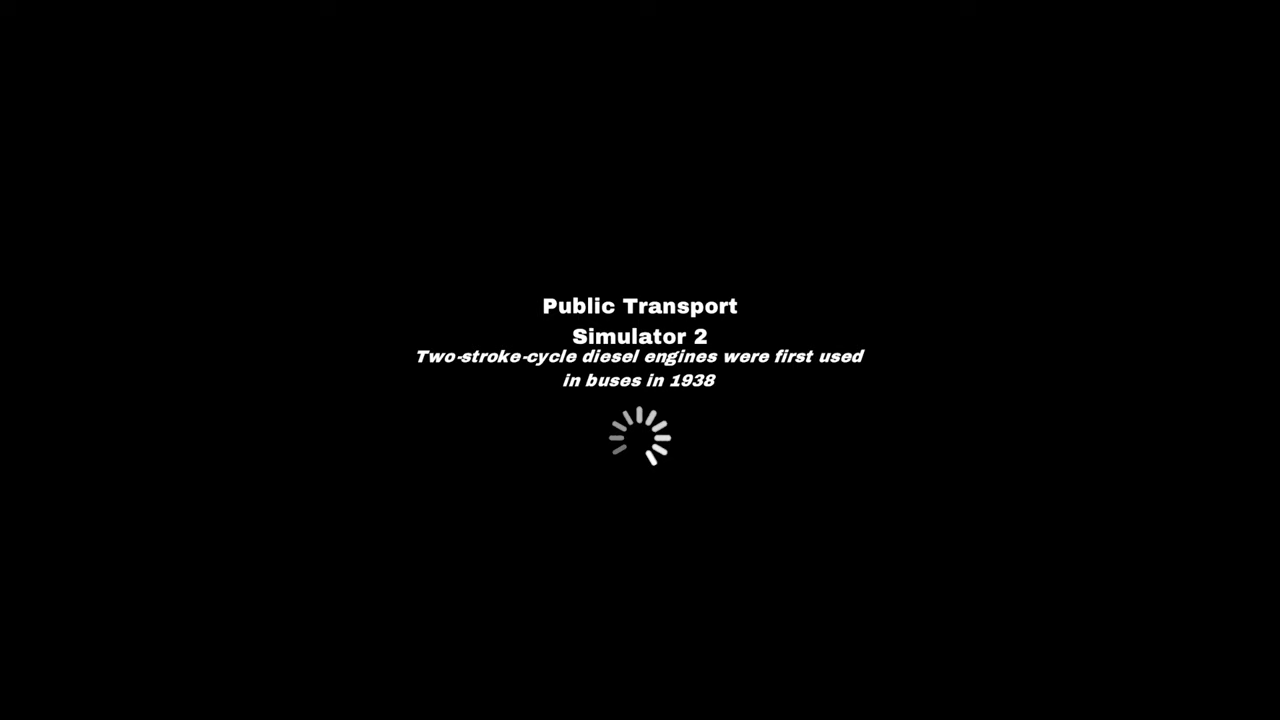 Public Transport
Simulator 2
Two-stroke-cycle diesel engines were first used
in buses in 1938